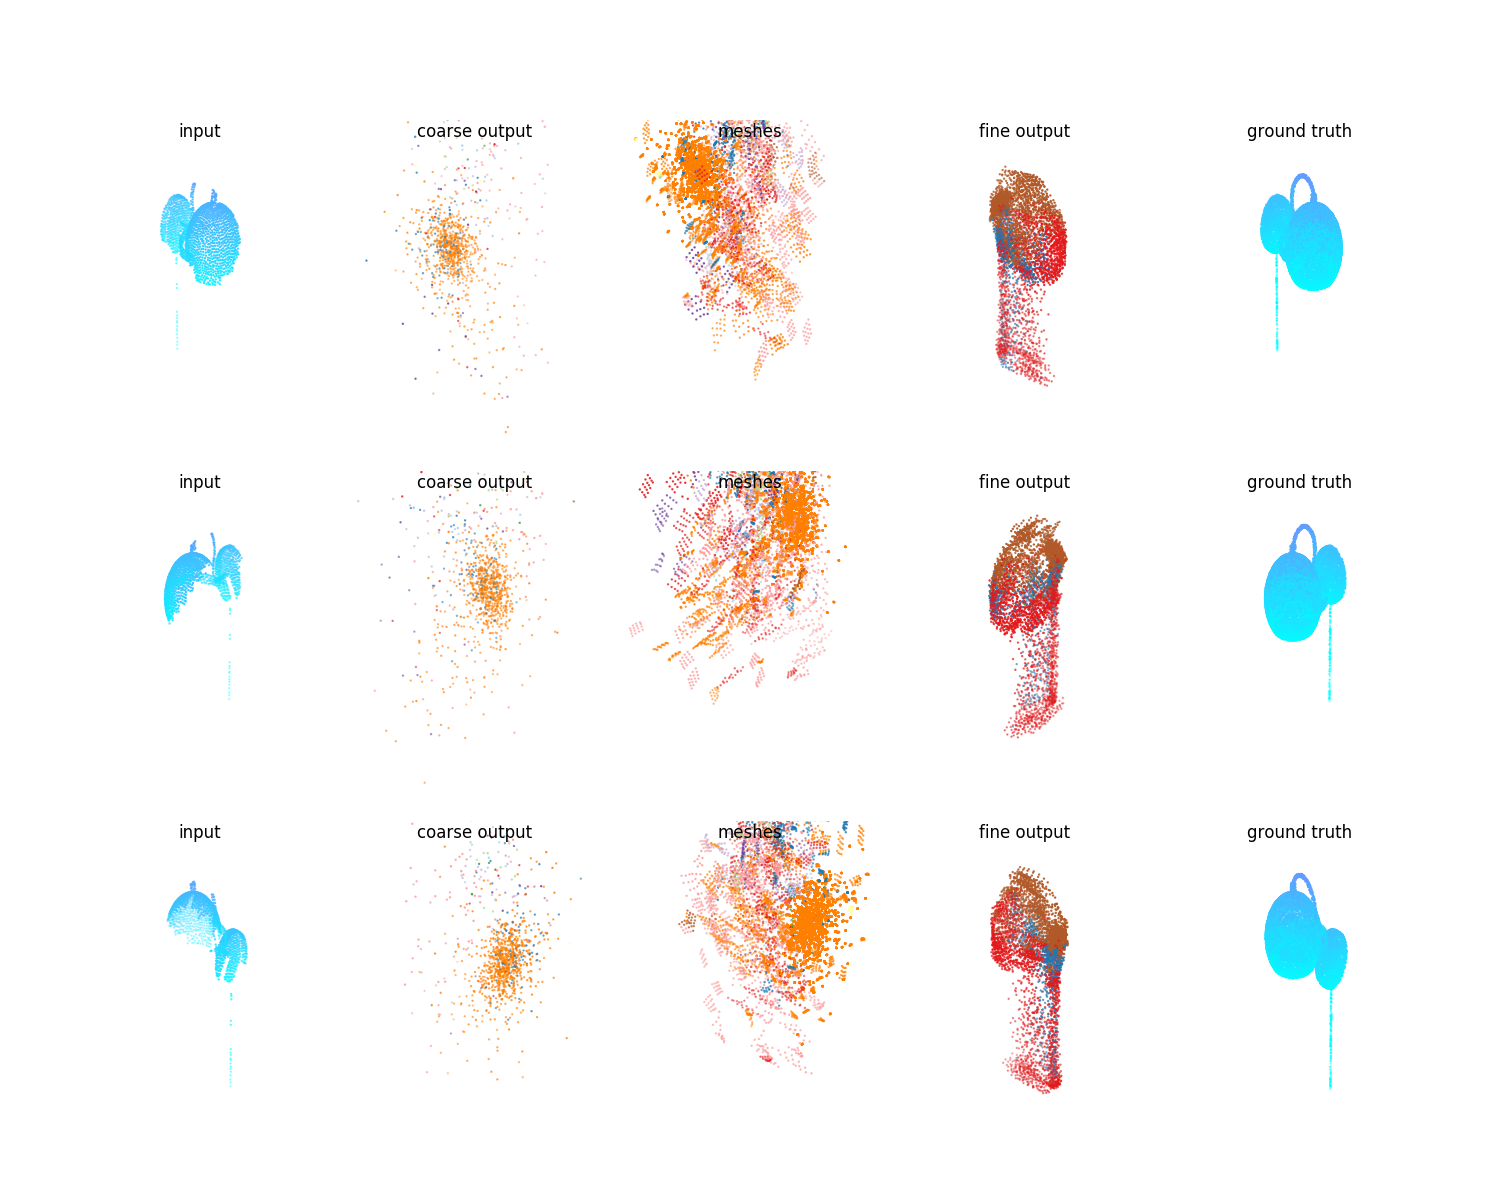 input
coarse output
meshes
fine output
ground truth
input
coarse output
meshes
fine output
ground truth
input
coarse output
meshes
fine output
ground truth